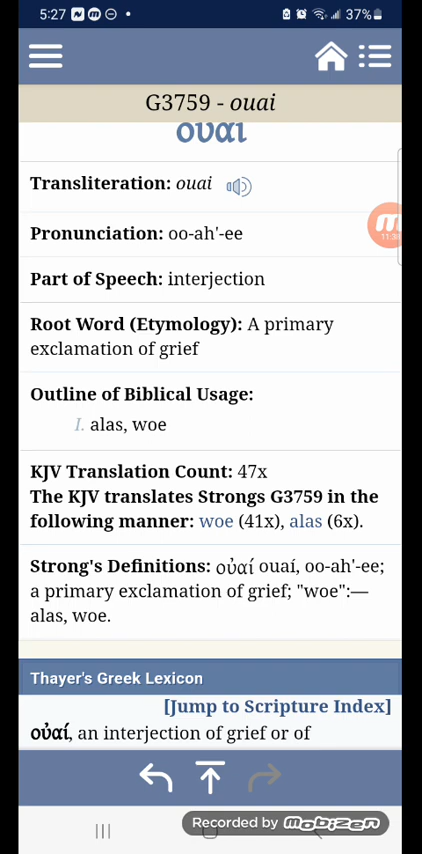 5:27
37%
G3759 - ouai
οὐαί
Transliteration: ouai
Pronunciation: oo-ah'-ee
11:38
Part of Speech: interjection
Root Word (Etymology): A primary
exclamation of grief
Outline of Biblical Usage:
I. alas, woe
KJV Translation Count: 47x
The KJV translates Strongs G3759 in the
following manner: woe (41x), alas (6x).
Strong's Definitions: οὐαί ouaí, oo-ah'-ee;
a primary exclamation of grief; "woe":—
alas, woe.
Thayer's Greek Lexicon
[Jump to Scripture Index]
οὐαί, an interjection of grief or of
Recorded by mobizen